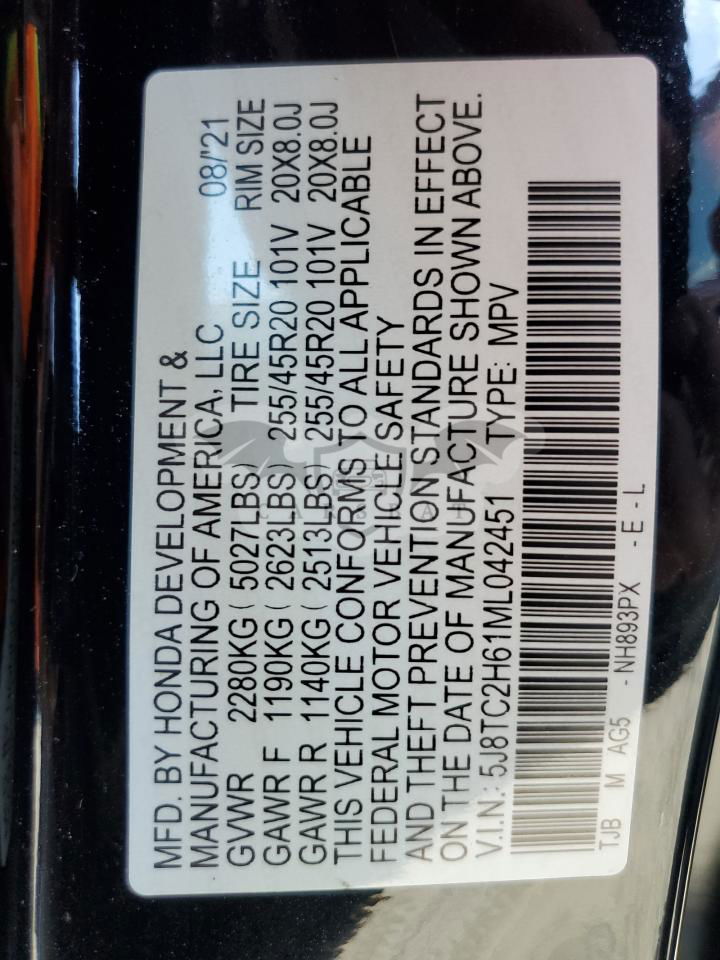 MFD. BY HONDA DEVELOPMENT &
MANUFACTURING OF AMERICA, LLC 08/'21
GVWR 2280KG ( 5027LBS) TIRE SIZE RIM SIZE
GAWR F 1190KG ( 2623LBS) 255/45R20 101V 20X8.0J
GAWR R 1140KG ( 2513LBS) 255/45R20 101V 20X8.0J
THIS VEHICLE CONFORMS TO ALL APPLICABLE
FEDERAL MOTOR VEHICLE SAFETY
AND THEFT PREVENTION STANDARDS IN EFFECT
ON THE DATE OF MANUFACTURE SHOWN ABOVE.
V.I.N.: 5J8TC2H61ML042451 TYPE: MPV
TJB M AG5 -NH893PX -E-L